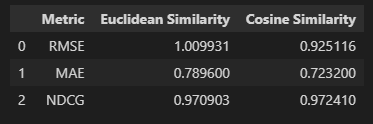 Metric Euclidean Similarity Cosine Similarity
0 RMSE 1.009931 0.925116
1 MAE 0.789600 0.723200
2 NDCG 0.970903 0.972410